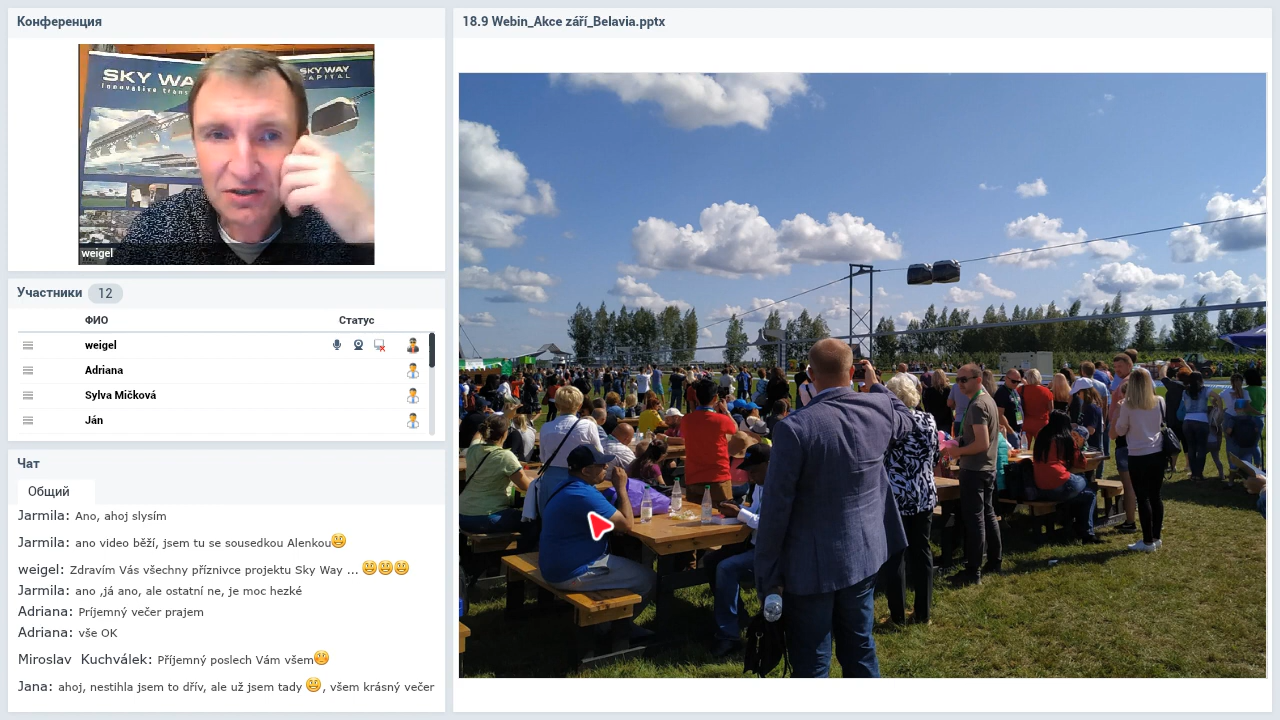 Конференция
SKY WA
Innovative trans
SKY WAY
CAPITAL
weigel
Участники 12
ФИО Статус
weigel
Adriana
Sylva Mičková
Ján
Чат
Общий
Jarmila: Ano, ahoj slysím
Jarmila: ano video běží, jsem tu se sousedkou Alenkou
weigel: Zdravím Vás všechny příznivce projektu Sky Way ...
Jarmila: ano ,já ano, ale ostatní ne, je moc hezké
Adriana: Príjemný večer prajem
Adriana: vše OK
Miroslav Kuchválek: Příjemný poslech Vám všem
Jana: ahoj, nestihla jsem to dřív, ale už jsem tady , všem krásný večer
18.9 Webin_Akce září_Belavia.pptx